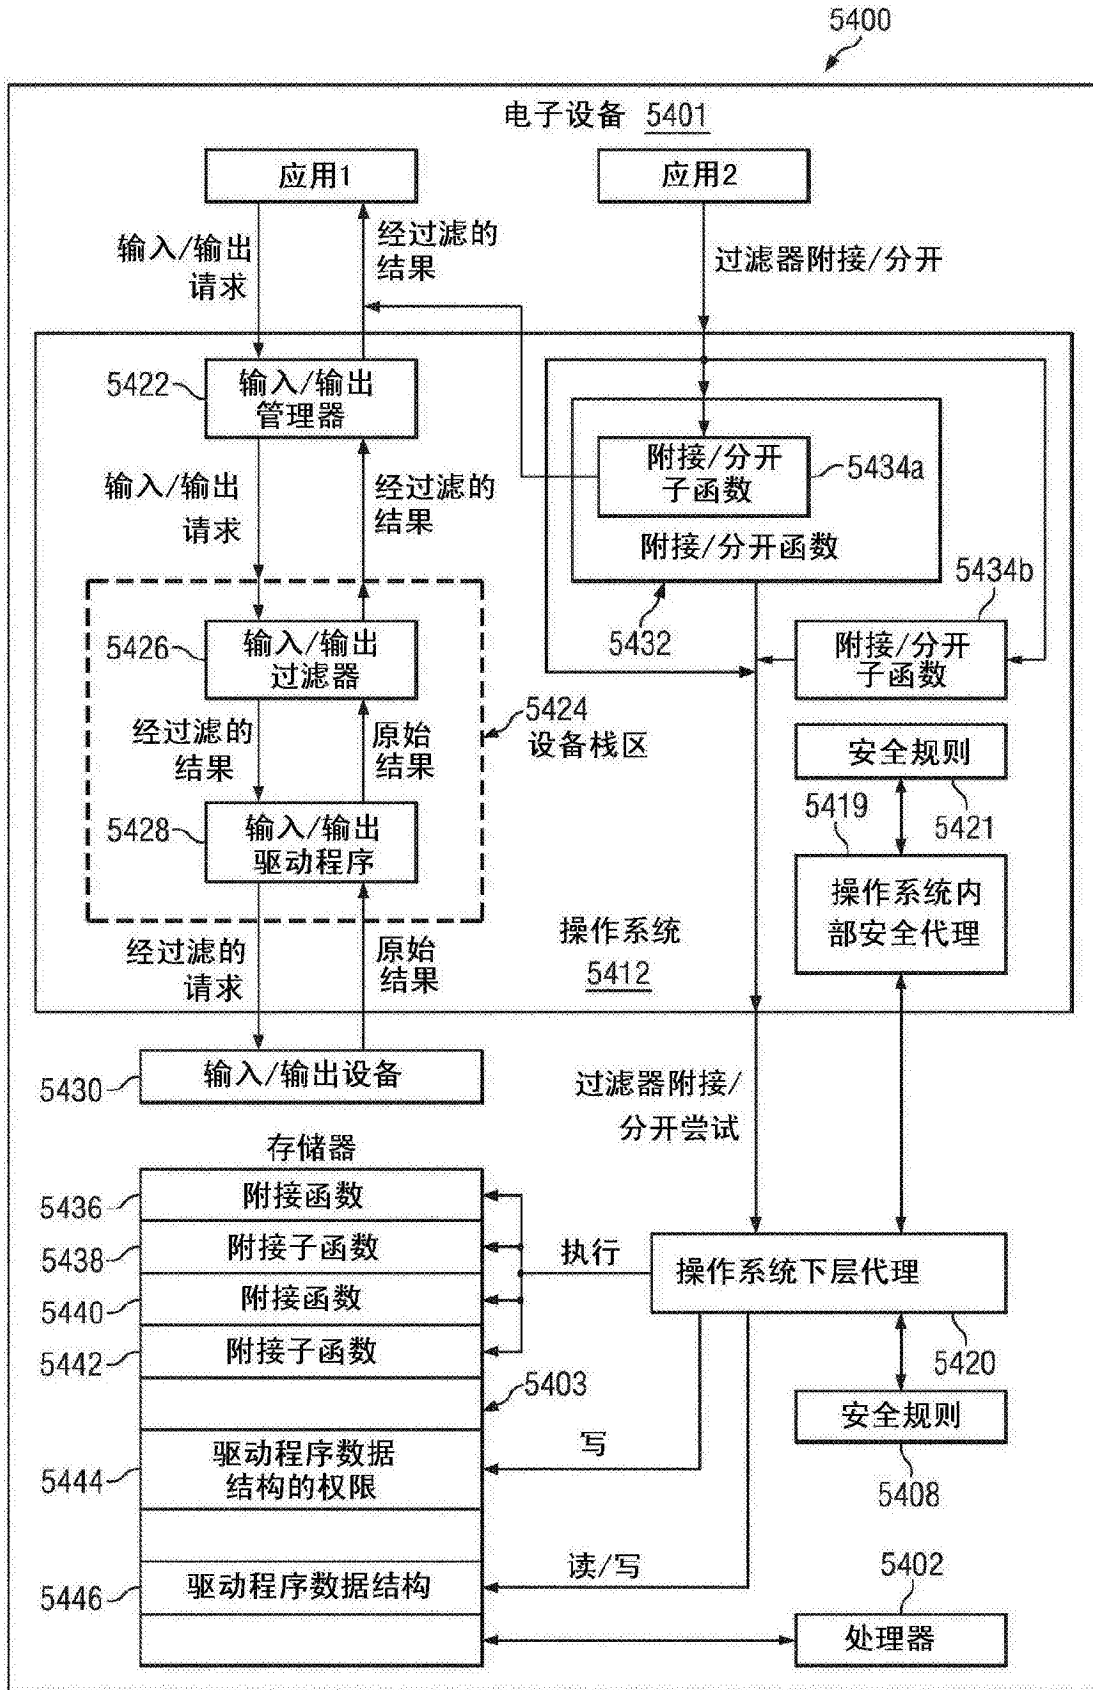 5400
电子设备 5401
应用1
应用2
输入/输出
请求
经过滤的
结果
过滤器附接/分开
5422
输入/输出
管理器
附接/分开
子函数
5434a
附接/分开函数
5432
输入/输出
请求
经过滤的
结果
5434b
附接/分开
子函数
5426
输入/输出
过滤器
5424
设备栈区
经过滤的
结果
原始
结果
安全规则
5421
5419
5428
输入/输出
驱动程序
操作系统内
部安全代理
操作系统
5412
经过滤的
请求
原始
结果
5430
输入/输出设备
过滤器附接/
分开尝试
存储器
5436
附接函数
5438
附接子函数
5440
附接函数
5442
附接子函数
执行
操作系统下层代理
5420
5403
安全规则
5408
5444
驱动程序数据
结构的权限
写
5446
驱动程序数据结构
读/写
5402
处理器